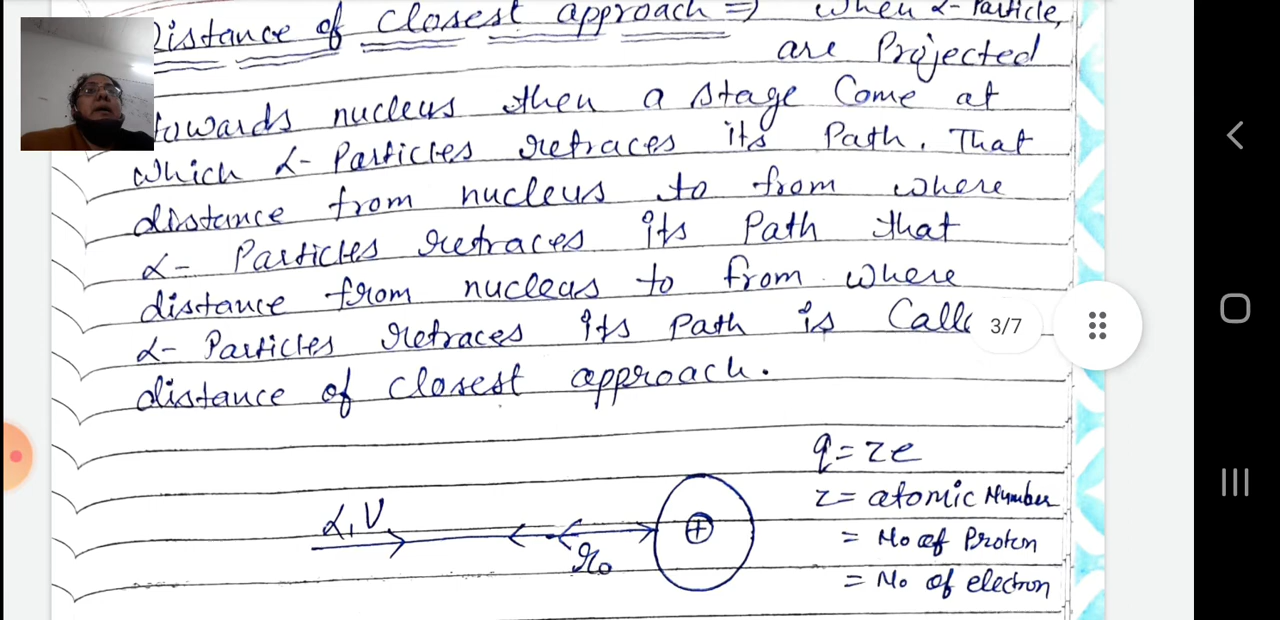 Distance of closest approach ⇒ When α- Particle,
are Projected
towards nucleus then a stage Come at
which α- Particles retraces its Path. That
distance from nucleus to from where
α- Particles retraces its Path that
distance from nucleus to from where
α- Particles retraces its Path is Calle
3/7
distance of closest approach.
q = ze
z = atomic Number
= No of Proton
= No of electron
α, V
r₀
+